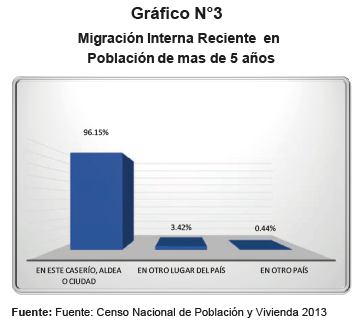 Gráfico N°3
Migración Interna Reciente en
Población de mas de 5 años
96.15%
3.42%
0.44%
EN ESTE CASERÍO, ALDEA
O CIUDAD
EN OTRO LUGAR DEL PAÍS
EN OTRO PAÍS
Fuente: Fuente: Censo Nacional de Población y Vivienda 2013